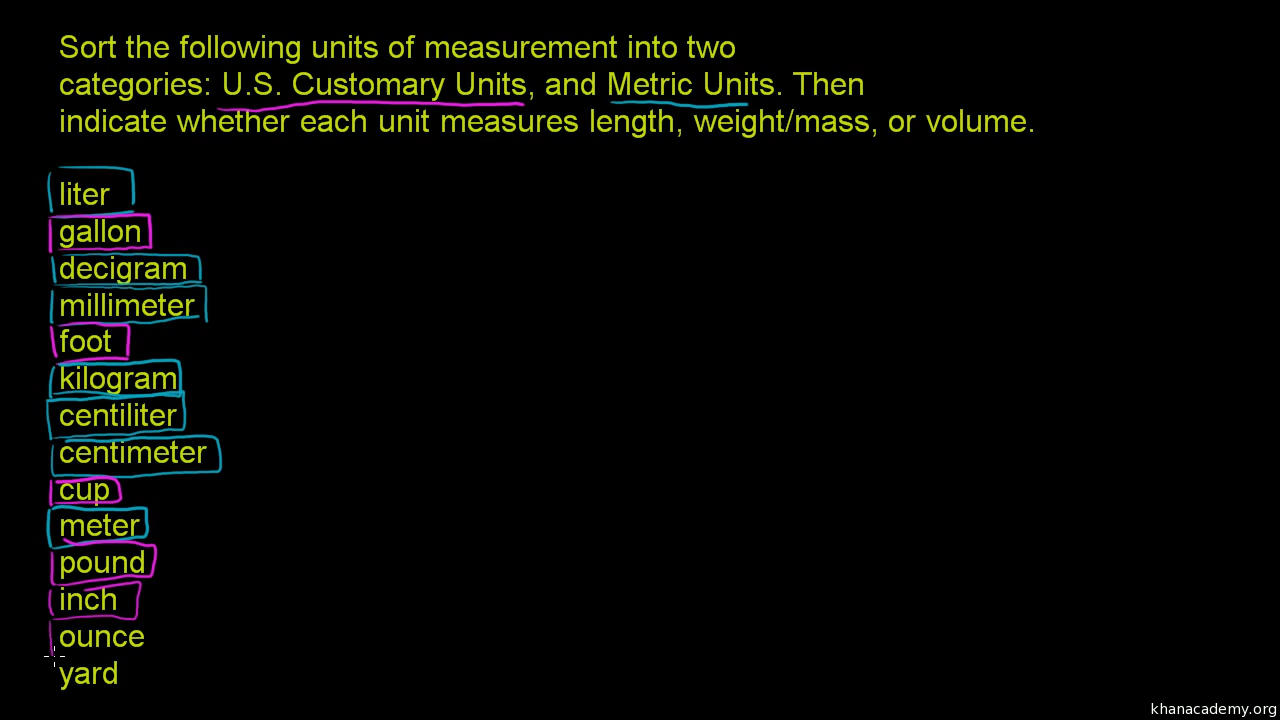 Sort the following units of measurement into two
categories: U.S. Customary Units, and Metric Units. Then
indicate whether each unit measures length, weight/mass, or volume.
liter
gallon
decigram
millimeter
foot
kilogram
centiliter
centimeter
cup
meter
pound
inch
ounce
yard
khanacademy.org